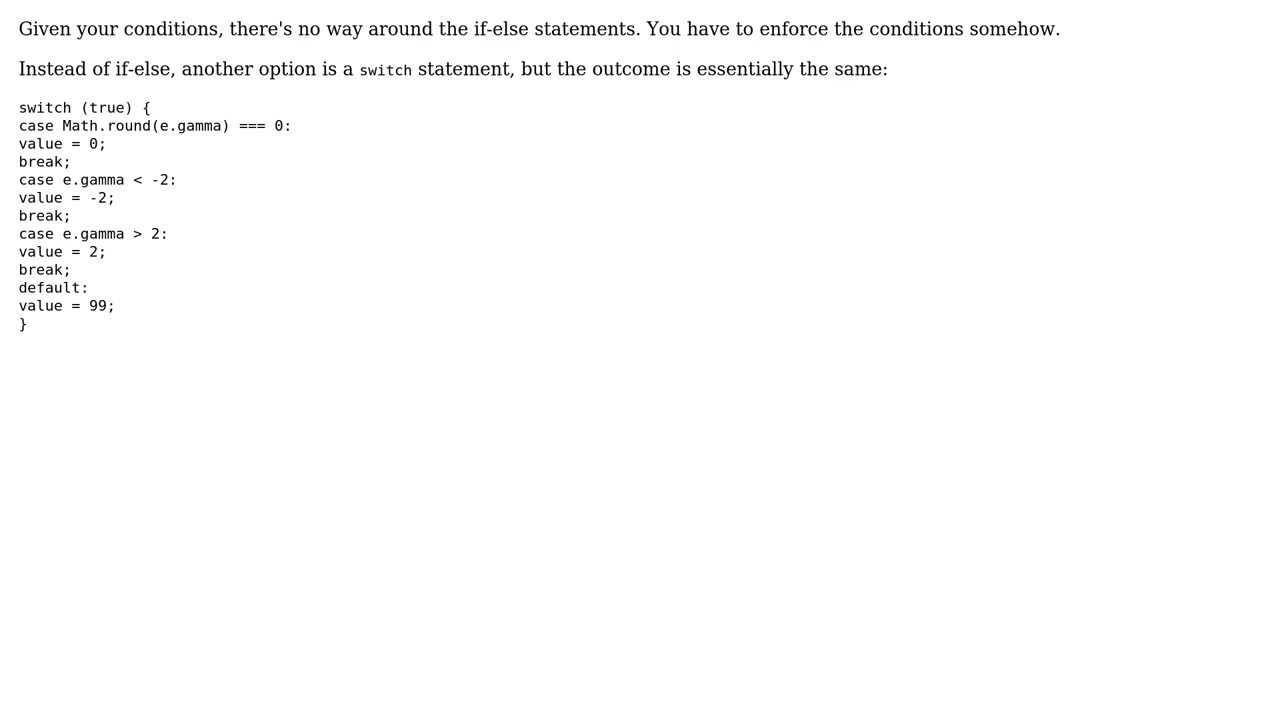 Given your conditions, there's no way around the if-else statements. You have to enforce the conditions somehow.
Instead of if-else, another option is a switch statement, but the outcome is essentially the same:
switch (true) {
case Math.round(e.gamma) === 0:
value = 0;
break;
case e.gamma < -2:
value = -2;
break;
case e.gamma > 2:
value = 2;
break;
default:
value = 99;
}